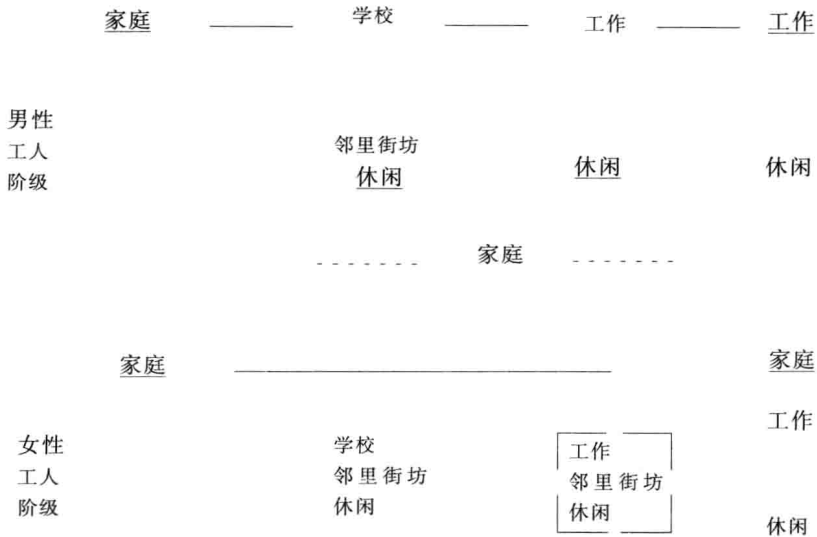 家庭 学校 工作 工作
男性
工人 邻里街坊
阶级 休闲 休闲 休闲
家庭
家庭 家庭
工作
女性 学校 工作
工人 邻里街坊 邻里街坊
阶级 休闲 休闲
休闲